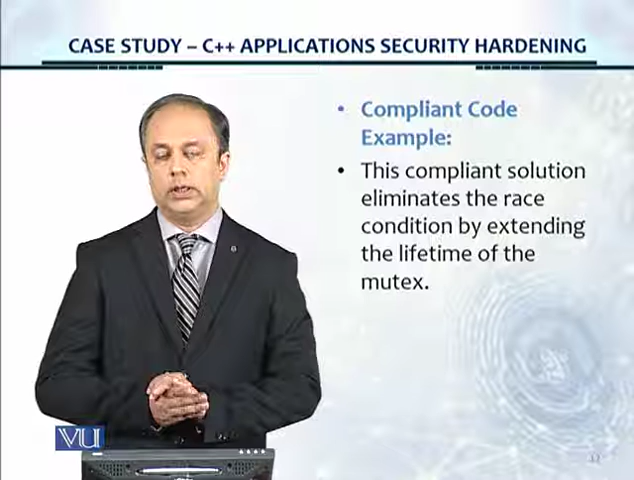 CASE STUDY – C++ APPLICATIONS SECURITY HARDENING
• Compliant Code
Example:
• This compliant solution
eliminates the race
condition by extending
the lifetime of the
mutex.
VU